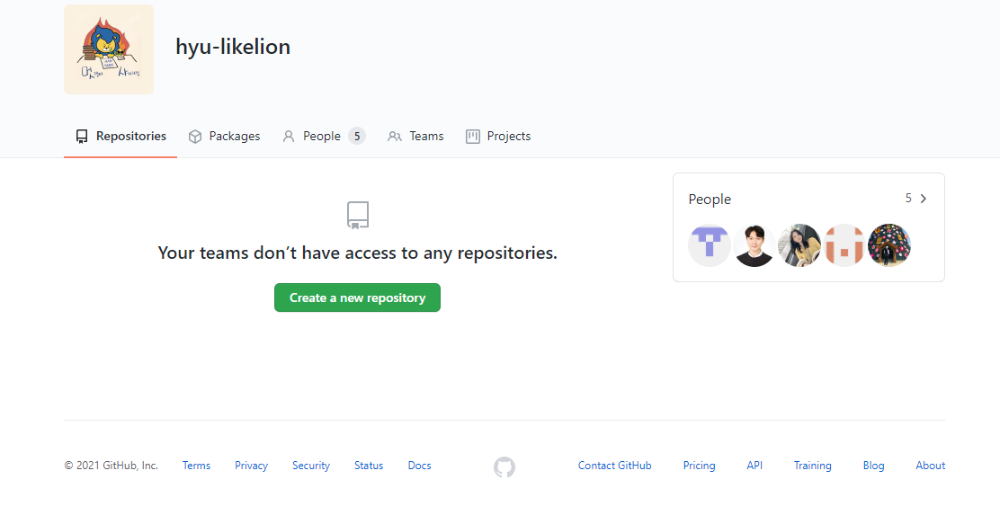 hyu-likelion
Repositories
Packages
People 5
Teams
Projects
Your teams don't have access to any repositories.
Create a new repository
People 5
© 2021 GitHub, Inc.
Terms
Privacy
Security
Status
Docs
Contact GitHub
Pricing
API
Training
Blog
About